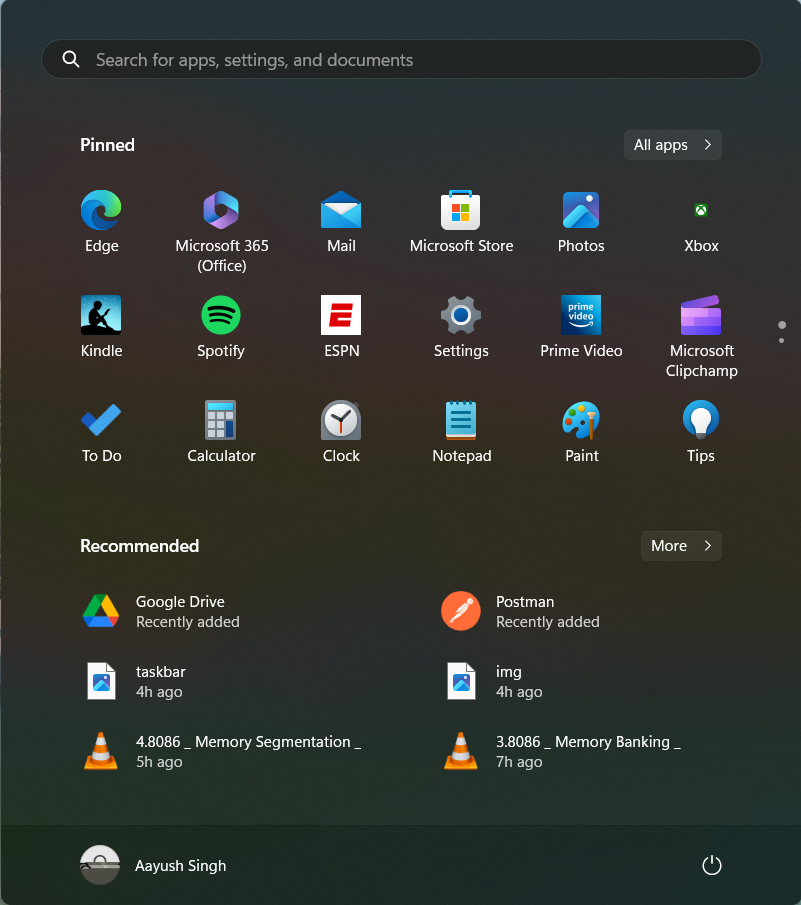 Search for apps, settings, and documents
Pinned
All apps
Edge
Microsoft 365
(Office)
Mail
Microsoft Store
Photos
Xbox
Kindle
Spotify
ESPN
Settings
prime
video
Prime Video
Microsoft
Clipchamp
To Do
Calculator
Clock
Notepad
Paint
Tips
Recommended
More
Google Drive
Recently added
Postman
Recently added
taskbar
4h ago
img
4h ago
4.8086 _ Memory Segmentation _
5h ago
3.8086 _ Memory Banking _
7h ago
Aayush Singh